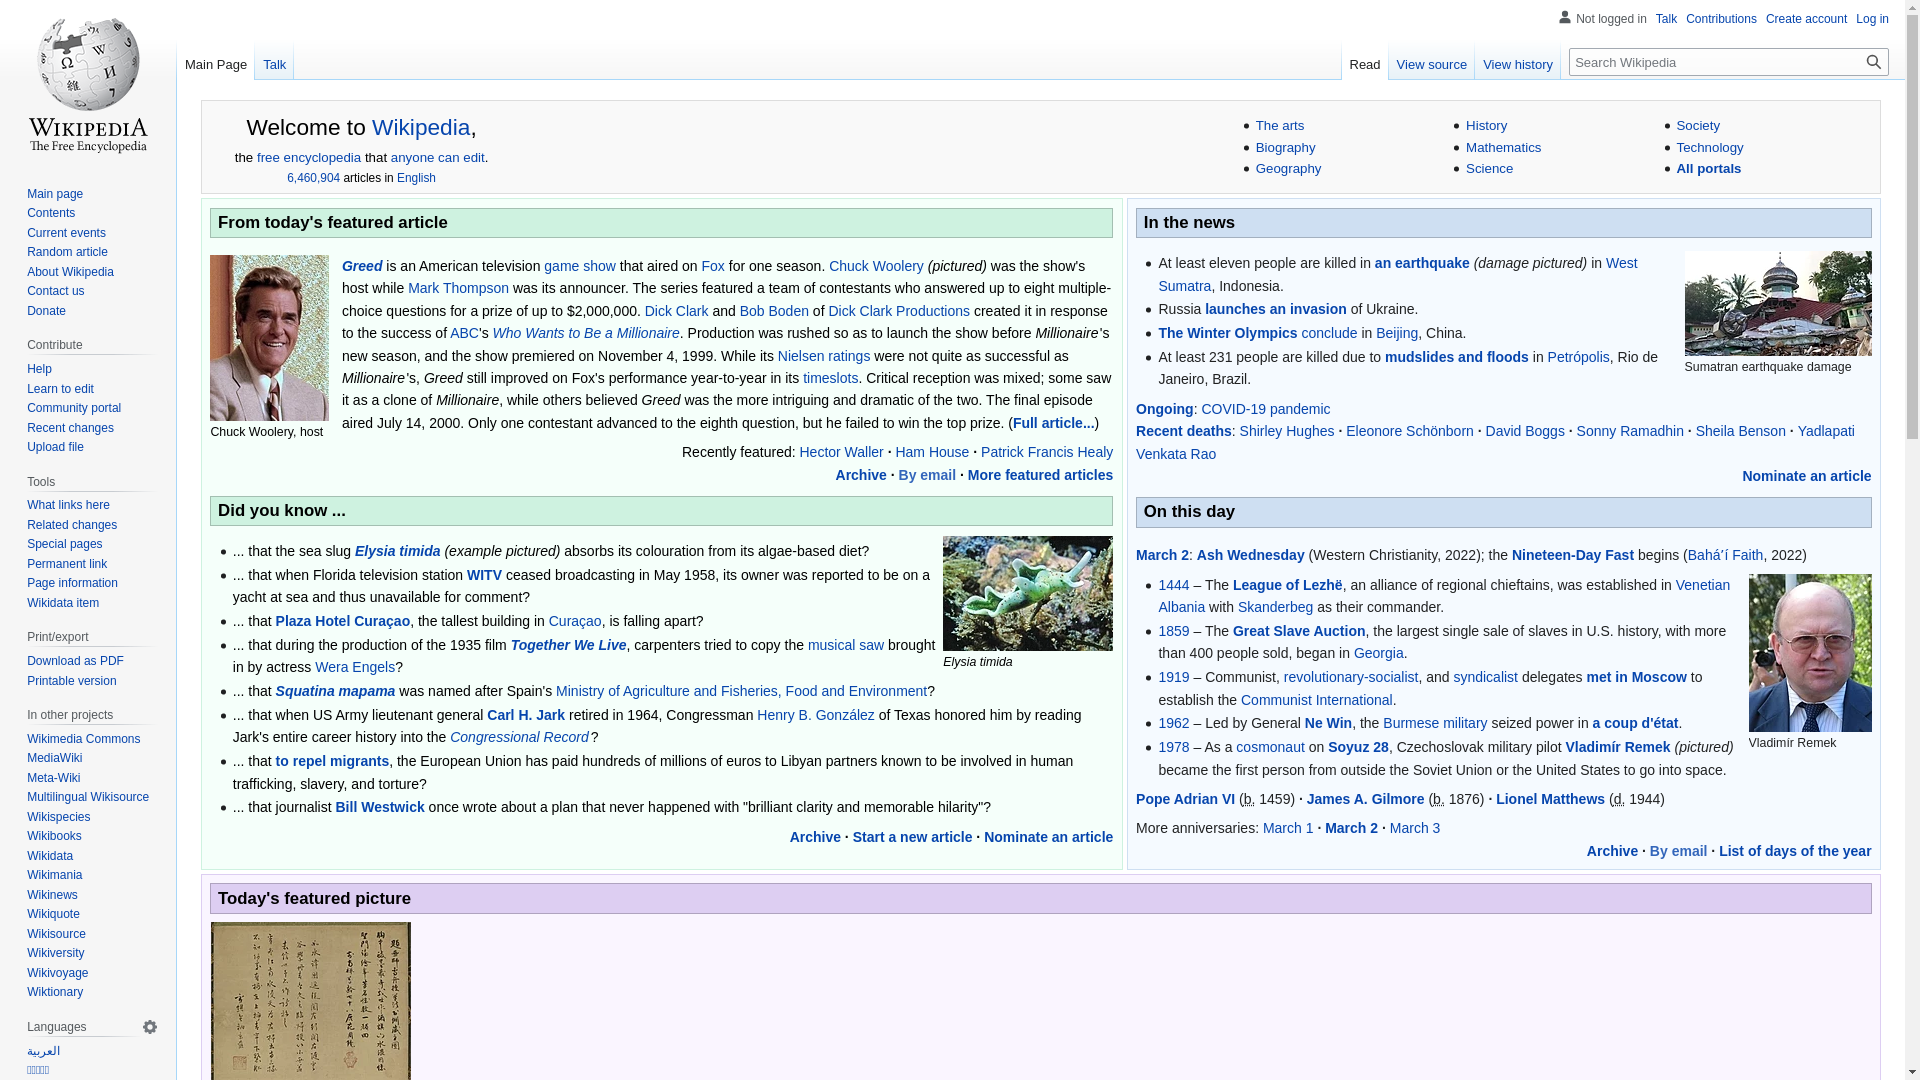 WIKIPEDIA
The Free Encyclopedia
Not logged in
Talk
Contributions
Create account
Log in
Main Page
Talk
Read
View source
View history
Search Wikipedia
Main page
Contents
Current events
Random article
About Wikipedia
Contact us
Donate
Contribute
Help
Learn to edit
Community portal
Recent changes
Upload file
Tools
What links here
Related changes
Special pages
Permanent link
Page information
Wikidata item
Print/export
Download as PDF
Printable version
In other projects
Wikimedia Commons
MediaWiki
Meta-Wiki
Multilingual Wikisource
Wikispecies
Wikibooks
Wikidata
Wikimania
Wikinews
Wikiquote
Wikisource
Wikiversity
Wikivoyage
Wiktionary
Languages
العربية
Welcome to Wikipedia,
the free encyclopedia that anyone can edit.
6,460,904 articles in English
The arts
Biography
Geography
History
Mathematics
Science
Society
Technology
All portals
From today's featured article
Greed is an American television game show that aired on Fox for one season. Chuck Woolery (pictured) was the show's
host while Mark Thompson was its announcer. The series featured a team of contestants who answered up to eight multiple-
choice questions for a prize of up to $2,000,000. Dick Clark and Bob Boden of Dick Clark Productions created it in response
to the success of ABC's Who Wants to Be a Millionaire. Production was rushed so as to launch the show before Millionaire's
new season, and the show premiered on November 4, 1999. While its Nielsen ratings were not quite as successful as
Millionaire's, Greed still improved on Fox's performance year-to-year in its timeslots. Critical reception was mixed; some saw
it as a clone of Millionaire, while others believed Greed was the more intriguing and dramatic of the two. The final episode
aired July 14, 2000. Only one contestant advanced to the eighth question, but he failed to win the top prize. (Full article...)
Chuck Woolery, host
Recently featured: Hector Waller · Ham House · Patrick Francis Healy
Archive · By email · More featured articles
Did you know ...
... that the sea slug Elysia timida (example pictured) absorbs its colouration from its algae-based diet?
... that when Florida television station WITV ceased broadcasting in May 1958, its owner was reported to be on a
yacht at sea and thus unavailable for comment?
... that Plaza Hotel Curaçao, the tallest building in Curaçao, is falling apart?
... that during the production of the 1935 film Together We Live, carpenters tried to copy the musical saw brought
in by actress Wera Engels?
... that Squatina mapama was named after Spain's Ministry of Agriculture and Fisheries, Food and Environment?
... that when US Army lieutenant general Carl H. Jark retired in 1964, Congressman Henry B. González of Texas honored him by reading
Jark's entire career history into the Congressional Record?
... that to repel migrants, the European Union has paid hundreds of millions of euros to Libyan partners known to be involved in human
trafficking, slavery, and torture?
... that journalist Bill Westwick once wrote about a plan that never happened with "brilliant clarity and memorable hilarity"?
Elysia timida
Archive · Start a new article · Nominate an article
In the news
At least eleven people are killed in an earthquake (damage pictured) in West
Sumatra, Indonesia.
Russia launches an invasion of Ukraine.
The Winter Olympics conclude in Beijing, China.
At least 231 people are killed due to mudslides and floods in Petrópolis, Rio de
Janeiro, Brazil.
Sumatran earthquake damage
Ongoing: COVID-19 pandemic
Recent deaths: Shirley Hughes · Eleonore Schönborn · David Boggs · Sonny Ramadhin · Sheila Benson · Yadlapati
Venkata Rao
Nominate an article
On this day
March 2: Ash Wednesday (Western Christianity, 2022); the Nineteen-Day Fast begins (Baháʼí Faith, 2022)
1444 – The League of Lezhë, an alliance of regional chieftains, was established in Venetian
Albania with Skanderbeg as their commander.
1859 – The Great Slave Auction, the largest single sale of slaves in U.S. history, with more
than 400 people sold, began in Georgia.
1919 – Communist, revolutionary-socialist, and syndicalist delegates met in Moscow to
establish the Communist International.
1962 – Led by General Ne Win, the Burmese military seized power in a coup d'état.
1978 – As a cosmonaut on Soyuz 28, Czechoslovak military pilot Vladimír Remek (pictured)
became the first person from outside the Soviet Union or the United States to go into space.
Vladimír Remek
Pope Adrian VI (b. 1459) · James A. Gilmore (b. 1876) · Lionel Matthews (d. 1944)
More anniversaries: March 1 · March 2 · March 3
Archive · By email · List of days of the year
Today's featured picture